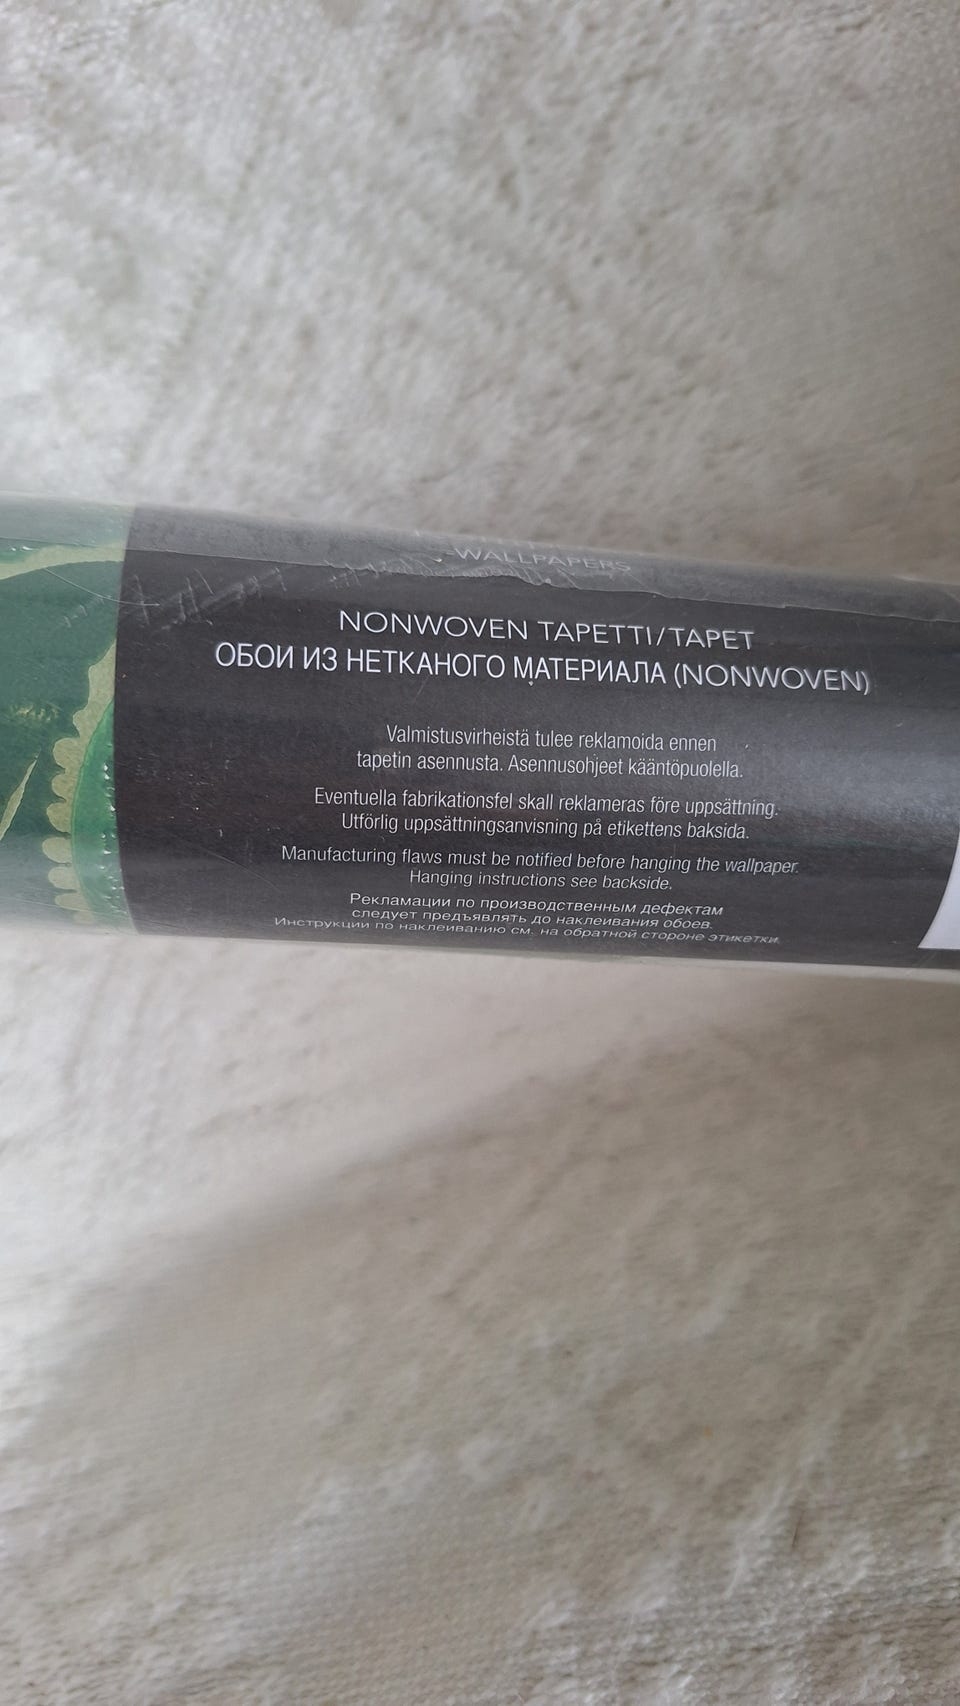 WALLPAPERS
NONWOVEN TAPETTI/TAPET
ОБОИ ИЗ НЕТКАНОГО МАТЕРИАЛА (NONWOVEN)
Valmistusvirheistä tulee reklamoida ennen
tapetin asennusta. Asennusohjeet kääntöpuolella.
Eventuella fabrikationsfel skall reklameras före uppsättning.
Utförlig uppsättningsanvisning på etikettens baksida.
Manufacturing flaws must be notified before hanging the wallpaper.
Hanging instructions see backside.
Рекламации по производственным дефектам
следует предъявлять до наклеивания обоев.
Инструкции по наклеиванию см. на обратной стороне этикетки.